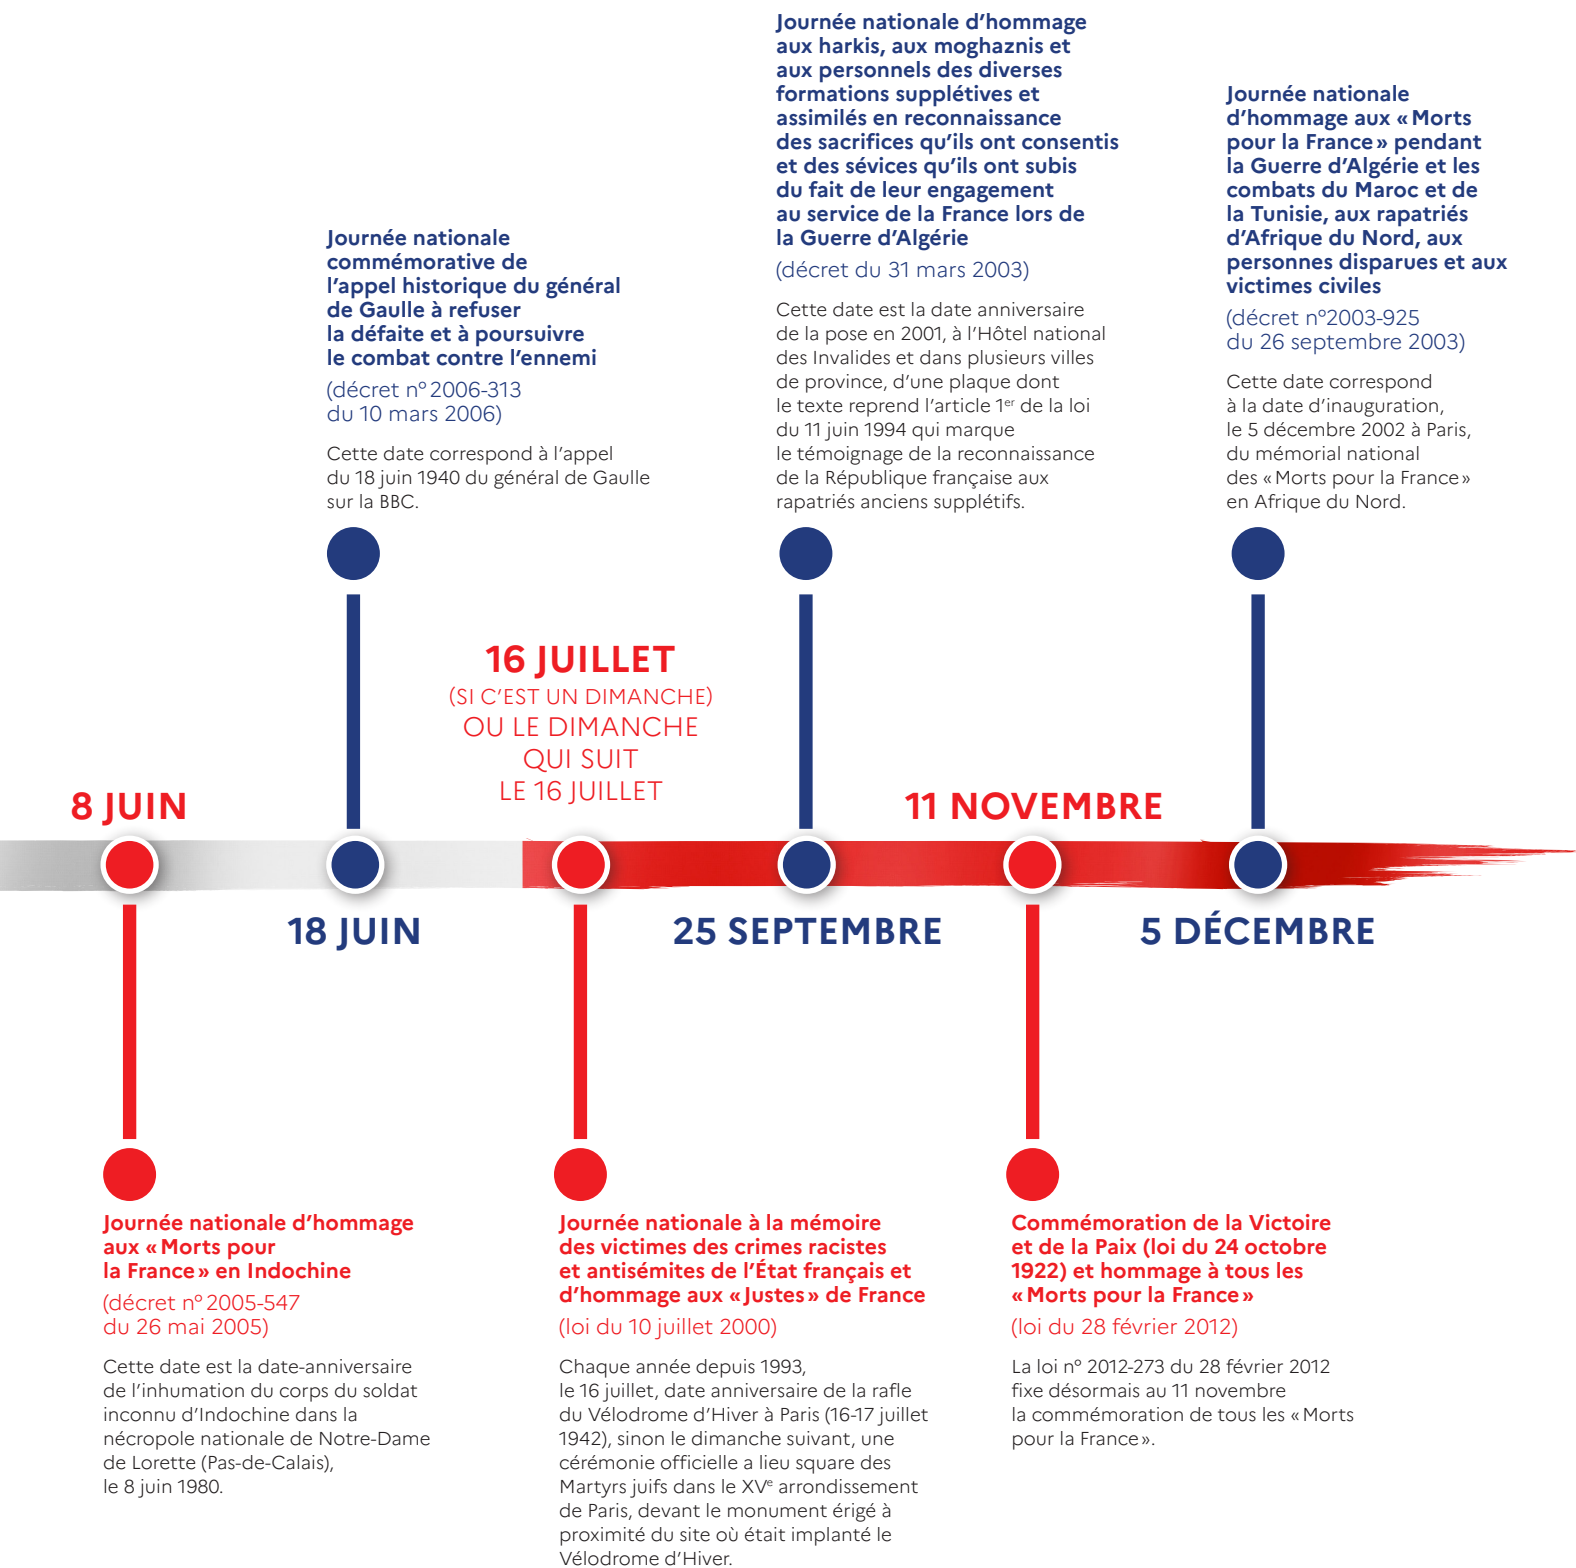 Journée nationale d’hommage
aux harkis, aux moghaznis et
aux personnels des diverses
formations supplétives et
assimilés en reconnaissance
des sacrifices qu’ils ont consentis
et des sévices qu’ils ont subis
du fait de leur engagement
au service de la France lors de
la Guerre d’Algérie
(décret du 31 mars 2003)
Cette date est la date anniversaire
de la pose en 2001, à l’Hôtel national
des Invalides et dans plusieurs villes
de province, d’une plaque dont
le texte reprend l’article 1er de la loi
du 11 juin 1994 qui marque
le témoignage de la reconnaissance
de la République française aux
rapatriés anciens supplétifs.
Journée nationale
d’hommage aux « Morts
pour la France » pendant
la Guerre d’Algérie et les
combats du Maroc et de
la Tunisie, aux rapatriés
d’Afrique du Nord, aux
personnes disparues et aux
victimes civiles
(décret n°2003-925
du 26 septembre 2003)
Cette date correspond
à la date d’inauguration,
le 5 décembre 2002 à Paris,
du mémorial national
des « Morts pour la France »
en Afrique du Nord.
Journée nationale
commémorative de
l’appel historique du général
de Gaulle à refuser
la défaite et à poursuivre
le combat contre l’ennemi
(décret n° 2006-313
du 10 mars 2006)
Cette date correspond à l’appel
du 18 juin 1940 du général de Gaulle
sur la BBC.
16 JUILLET
(SI C’EST UN DIMANCHE)
OU LE DIMANCHE
QUI SUIT
LE 16 JUILLET
8 JUIN
11 NOVEMBRE
18 JUIN
25 SEPTEMBRE
5 DÉCEMBRE
Journée nationale d’hommage
aux « Morts pour
la France » en Indochine
(décret n° 2005-547
du 26 mai 2005)
Cette date est la date-anniversaire
de l’inhumation du corps du soldat
inconnu d’Indochine dans la
nécropole nationale de Notre-Dame
de Lorette (Pas-de-Calais),
le 8 juin 1980.
Journée nationale à la mémoire
des victimes des crimes racistes
et antisémites de l’État français et
d’hommage aux « Justes » de France
(loi du 10 juillet 2000)
Chaque année depuis 1993,
le 16 juillet, date anniversaire de la rafle
du Vélodrome d’Hiver à Paris (16-17 juillet
1942), sinon le dimanche suivant, une
cérémonie officielle a lieu square des
Martyrs juifs dans le XVe arrondissement
de Paris, devant le monument érigé à
proximité du site où était implanté le
Vélodrome d’Hiver.
Commémoration de la Victoire
et de la Paix (loi du 24 octobre
1922) et hommage à tous les
« Morts pour la France »
(loi du 28 février 2012)
La loi n° 2012-273 du 28 février 2012
fixe désormais au 11 novembre
la commémoration de tous les « Morts
pour la France ».